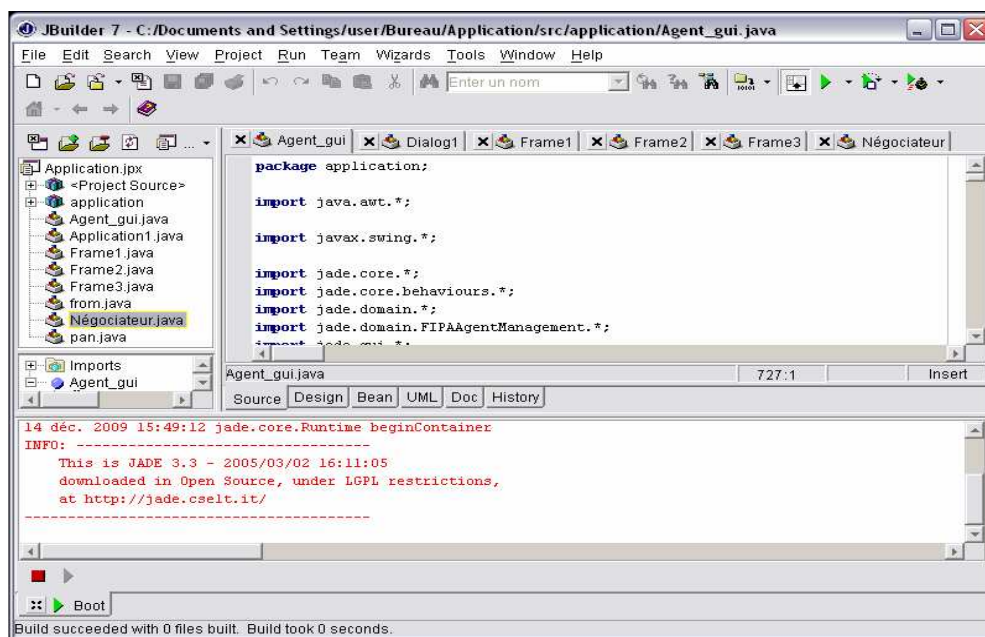 JBuilder 7 - C:/Documents and Settings/user/Bureau/Application/src/application/Agent_gui.java
File Edit Search View Project Run Team Wizards Tools Window Help
Enter un nom
Agent_gui Dialog1 Frame1 Frame2 Frame3 Négociateur
Application.jpx
<Project Source>
application
Agent_gui.java
Application1.java
Frame1.java
Frame2.java
Frame3.java
from.java
Négociateur.java
pan.java
Imports
Agent_gui
package application;
import java.awt.*;
import javax.swing.*;
import jade.core.*;
import jade.core.behaviours.*;
import jade.domain.*;
import jade.domain.FIPAAgentManagement.*;
import jade.gui.*;
Agent_gui.java 727:1 Insert
Source Design Bean UML Doc History
14 déc. 2009 15:49:12 jade.core.Runtime beginContainer
INFO: ----------------------------------
This is JADE 3.3 - 2005/03/02 16:11:05
downloaded in Open Source, under LGPL restrictions,
at http://jade.cselt.it/
----------------------------------------
Boot
Build succeeded with 0 files built. Build took 0 seconds.